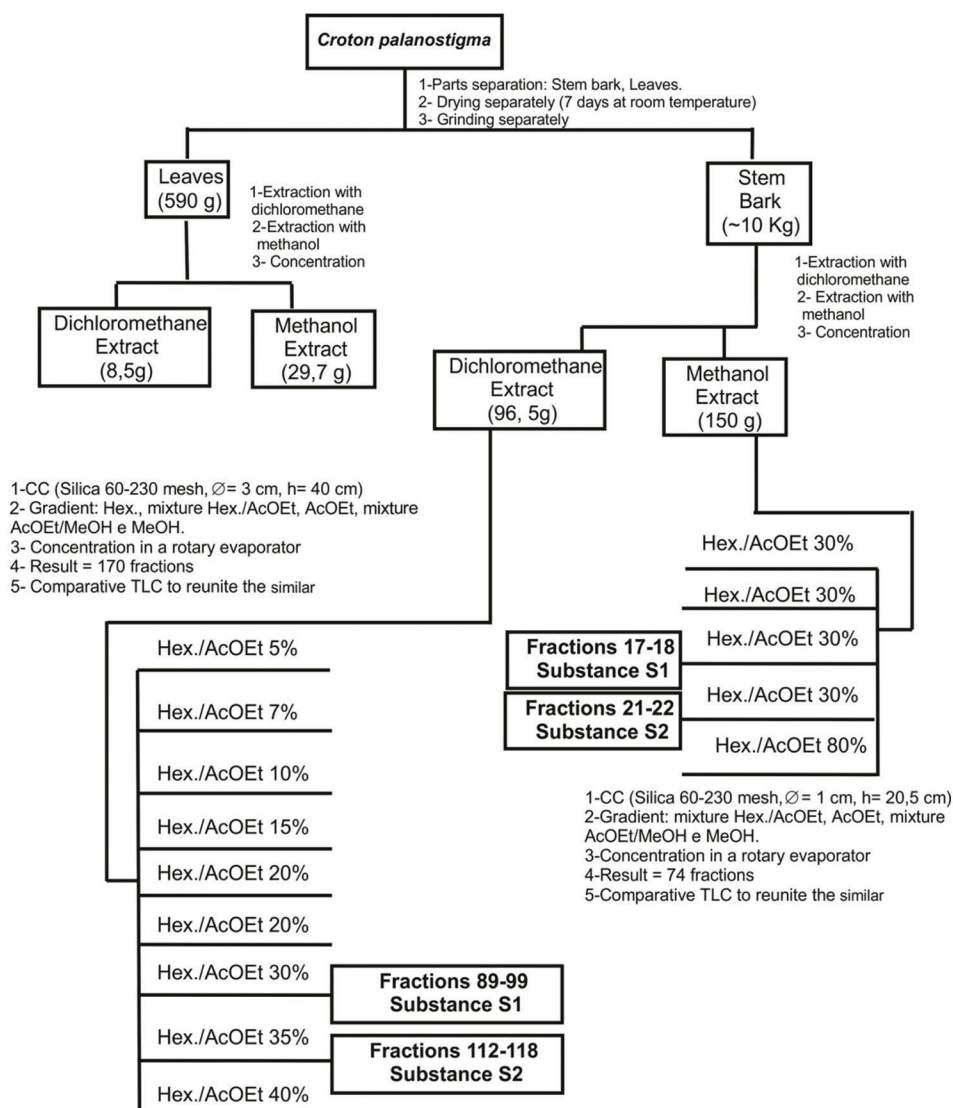 Croton palanostigma
1-Parts separation: Stem bark, Leaves.
2- Drying separately (7 days at room temperature)
3- Grinding separately
Leaves
(590 g)
1-Extraction with
dichloromethane
2-Extraction with
methanol
3- Concentration
Dichloromethane
Extract
(8,5g)
Methanol
Extract
(29,7 g)
Stem
Bark
(~10 Kg)
1-Extraction with
dichloromethane
2- Extraction with
methanol
3- Concentration
Dichloromethane
Extract
(96, 5g)
Methanol
Extract
(150 g)
1-CC (Silica 60-230 mesh, ∅= 3 cm, h= 40 cm)
2- Gradient: Hex., mixture Hex./AcOEt, AcOEt, mixture
AcOEt/MeOH e MeOH.
3- Concentration in a rotary evaporator
4- Result = 170 fractions
5- Comparative TLC to reunite the similar
Hex./AcOEt 5%
Hex./AcOEt 7%
Hex./AcOEt 10%
Hex./AcOEt 15%
Hex./AcOEt 20%
Hex./AcOEt 20%
Hex./AcOEt 30%
Fractions 89-99
Substance S1
Hex./AcOEt 35%
Fractions 112-118
Substance S2
Hex./AcOEt 40%
Hex./AcOEt 30%
Hex./AcOEt 30%
Hex./AcOEt 30%
Fractions 17-18
Substance S1
Hex./AcOEt 30%
Fractions 21-22
Substance S2
Hex./AcOEt 80%
1-CC (Silica 60-230 mesh, ∅= 1 cm, h= 20,5 cm)
2-Gradient: mixture Hex./AcOEt, AcOEt, mixture
AcOEt/MeOH e MeOH.
3-Concentration in a rotary evaporator
4-Result = 74 fractions
5-Comparative TLC to reunite the similar